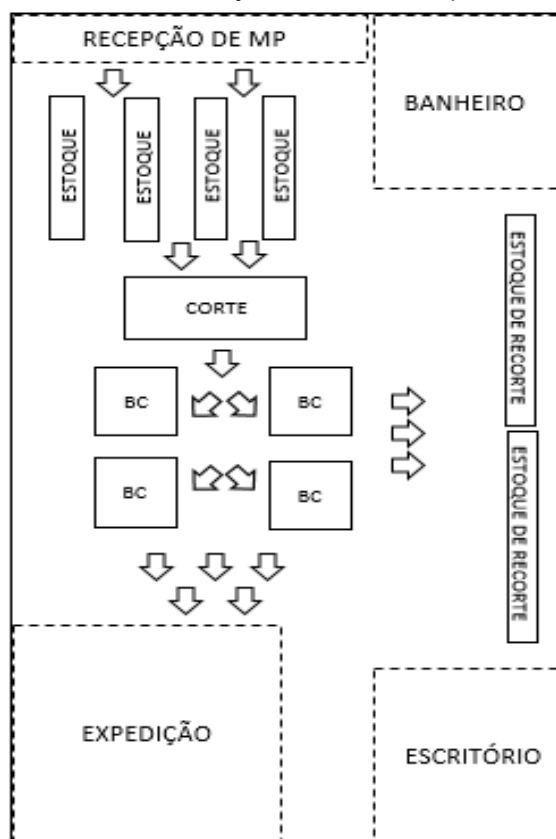 RECEPÇÃO DE MP
BANHEIRO
ESTOQUE
ESTOQUE
ESTOQUE
ESTOQUE
ESTOQUE DE RECORTE
CORTE
BC
BC
BC
BC
ESTOQUE DE RECORTE
EXPEDIÇÃO
ESCRITÓRIO